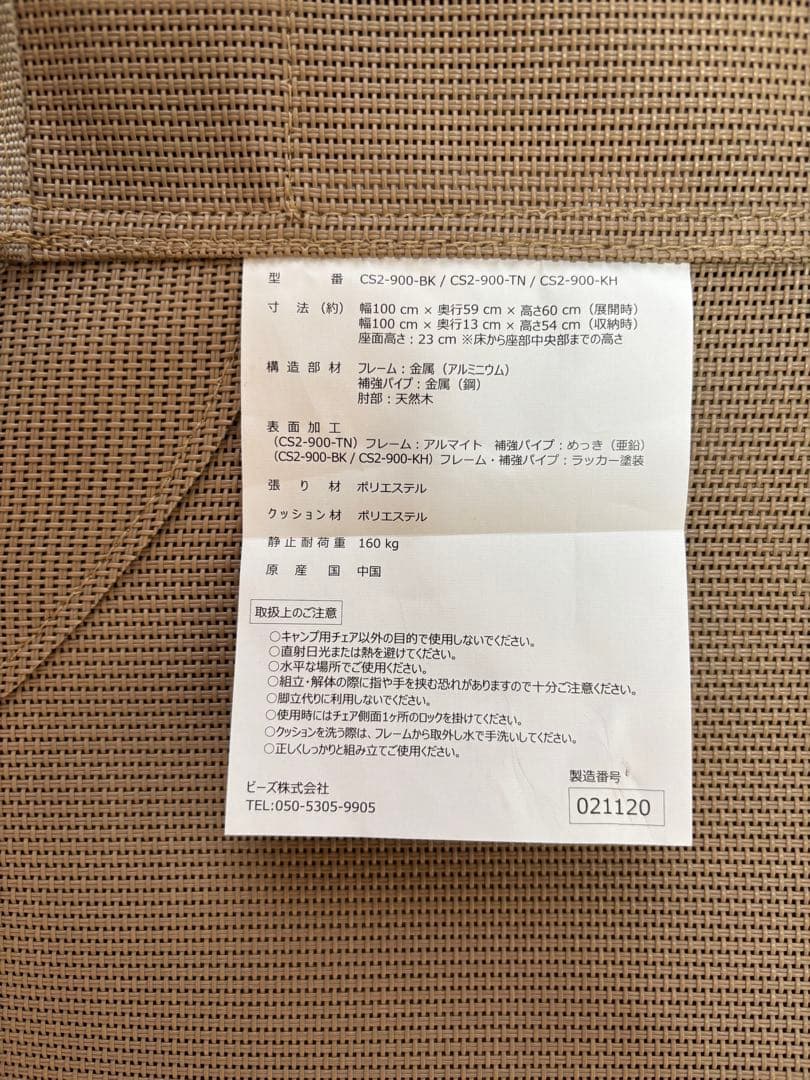 型番 CS2-900-BK / CS2-900-TN / CS2-900-KH
寸法（約） 幅100 cm × 奥行59 cm × 高さ60 cm（展開時）
幅100 cm × 奥行13 cm × 高さ54 cm（収納時）
座面高さ：23 cm ※床から座部中央部までの高さ
構造部材 フレーム：金属（アルミニウム）
補強パイプ：金属（鋼）
肘部：天然木
表面加工
（CS2-900-TN）フレーム：アルマイト 補強パイプ：めっき（亜鉛）
（CS2-900-BK / CS2-900-KH）フレーム・補強パイプ：ラッカー塗装
張り材 ポリエステル
クッション材 ポリエステル
静止耐荷重 160 kg
原産国 中国
取扱上のご注意
○キャンプ用チェア以外の目的で使用しないでください。
○直射日光または熱を避けてください。
○水平な場所でご使用ください。
○組立・解体の際に指や手を挟む恐れがありますので十分ご注意ください。
○脚立代りに利用しないでください。
○使用時にはチェア側面1ヶ所のロックを掛けてください。
○クッションを洗う際は、フレームから取外し水で手洗いしてください。
○正しくしっかりと組み立てご使用ください。
ビーズ株式会社
TEL:050-5305-9905
製造番号
021120